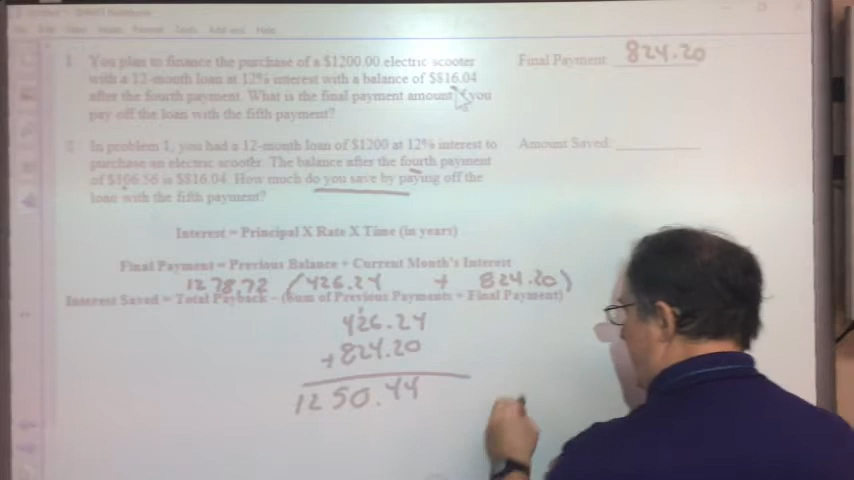 1 You plan to finance the purchase of a $1200.00 electric scooter
with a 12-month loan at 12% interest with a balance of $816.04
after the fourth payment. What is the final payment amount if you
pay off the loan with the fifth payment?
Final Payment 824.20
2 In problem 1, you had a 12-month loan of $1200 at 12% interest to
purchase an electric scooter. The balance after the fourth payment
of $106.56 is $816.04. How much do you save by paying off the
loan with the fifth payment?
Amount Saved:
Interest = Principal X Rate X Time (in years)
Final Payment = Previous Balance + Current Month's Interest
1278.72 (426.24 + 824.20)
Interest Saved = Total Payback - (Sum of Previous Payments + Final Payment)
426.24
+824.20
1250.44